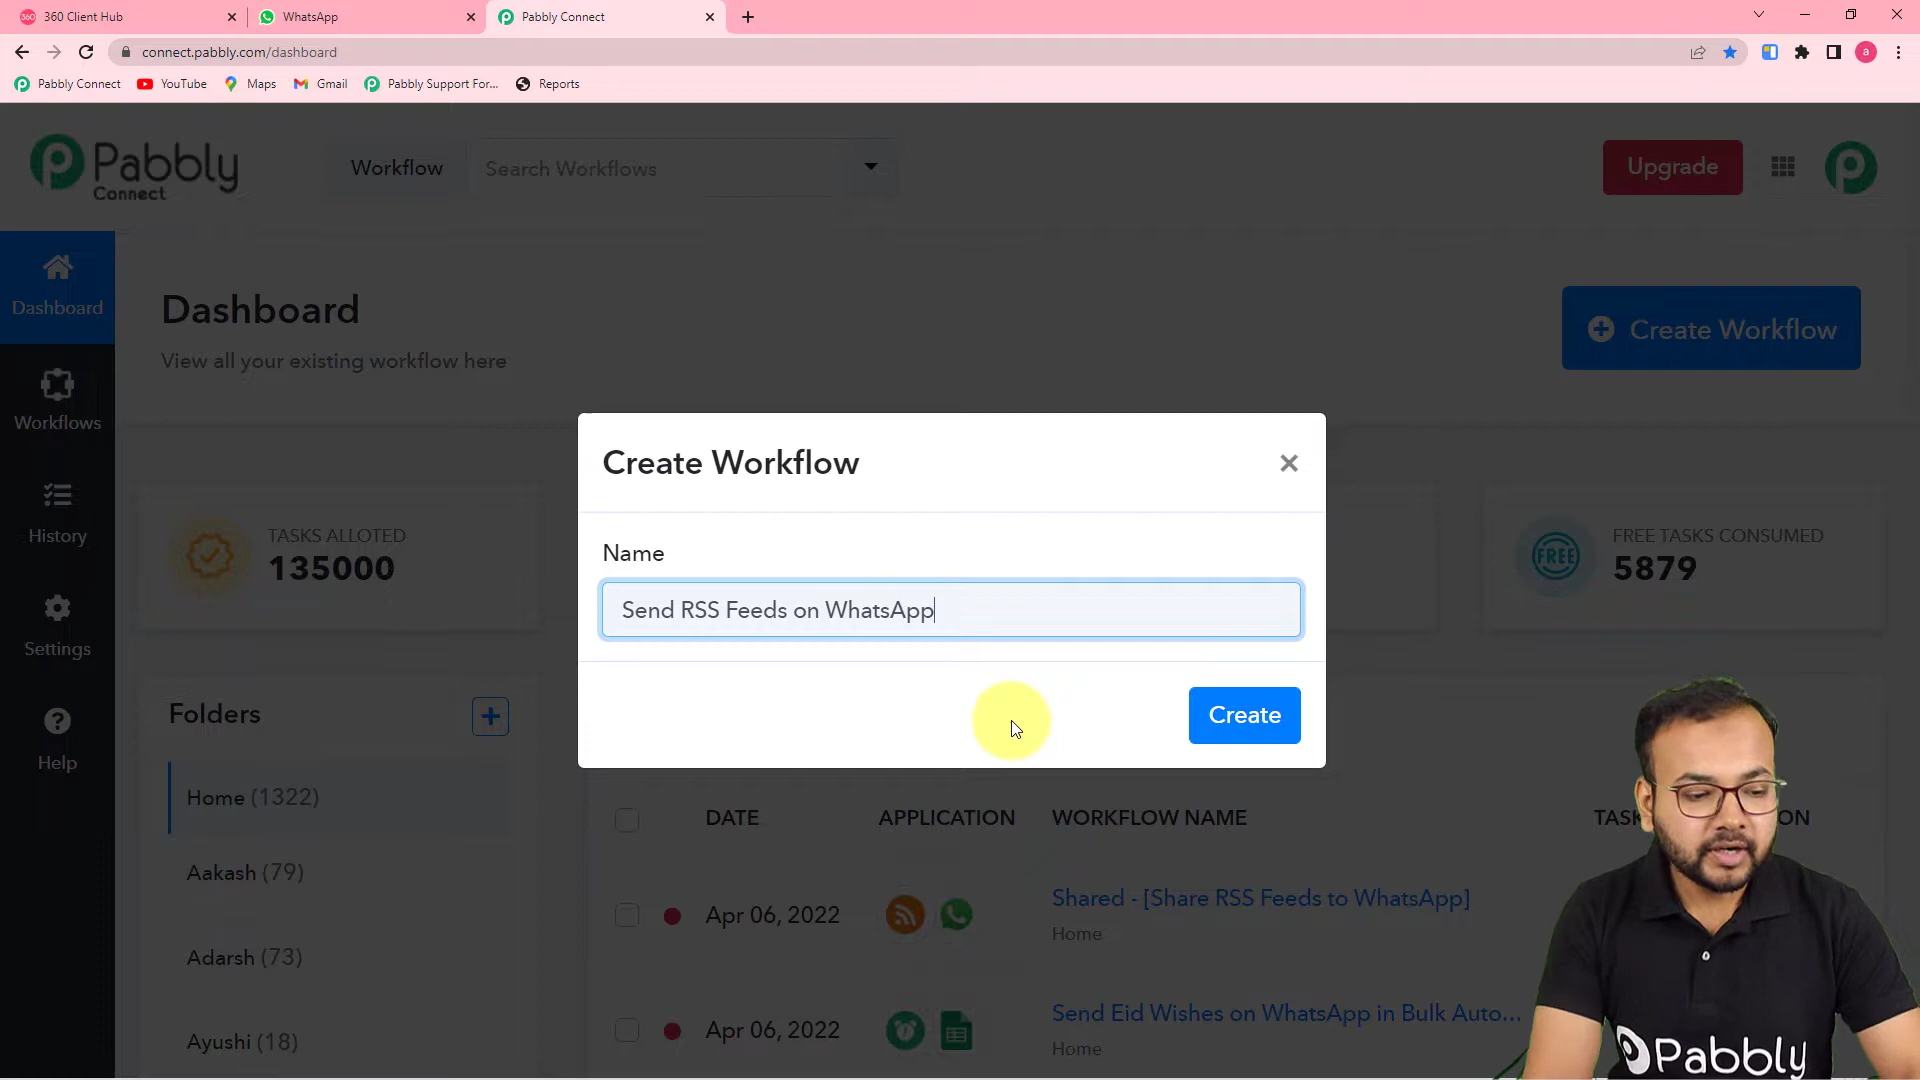 360 Client Hub
WhatsApp
Pabbly Connect
connect.pabbly.com/dashboard
a
Pabbly Connect
YouTube
Maps
Gmail
Pabbly Support For...
Reports
Pabbly
Connect
Workflow
Search Workflows
Upgrade
Dashboard
Workflows
History
Settings
Help
Dashboard
View all your existing workflow here
Create Workflow
Create Workflow
Name
Send RSS Feeds on WhatsApp
Create
TASKS ALLOTED
135000
FREE
FREE TASKS CONSUMED
5879
Folders
Home (1322)
Aakash (79)
Adarsh (73)
Ayushi (18)
DATE
APPLICATION
WORKFLOW NAME
Apr 06, 2022
Shared - [Share RSS Feeds to WhatsApp]
Home
Apr 06, 2022
Send Eid Wishes on WhatsApp in Bulk Auto...
Home
Pabbly